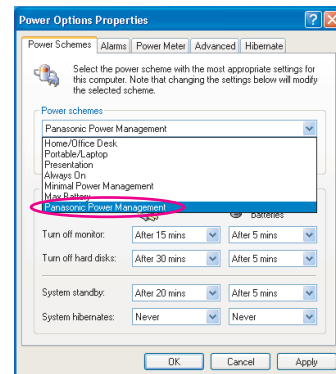 Power Options Properties
Power Schemes Alarms Power Meter Advanced Hibernate
Select the power scheme with the most appropriate settings for
this computer. Note that changing the settings below will modify
the selected scheme.
Power schemes
Panasonic Power Management
Home/Office Desk
Portable/Laptop
Presentation
Always On
Minimal Power Management
Max Battery
Panasonic Power Management
Batteries
Turn off monitor: After 15 mins After 5 mins
Turn off hard disks: After 30 mins After 5 mins
System standby: After 20 mins After 5 mins
System hibernates: Never Never
OK Cancel Apply